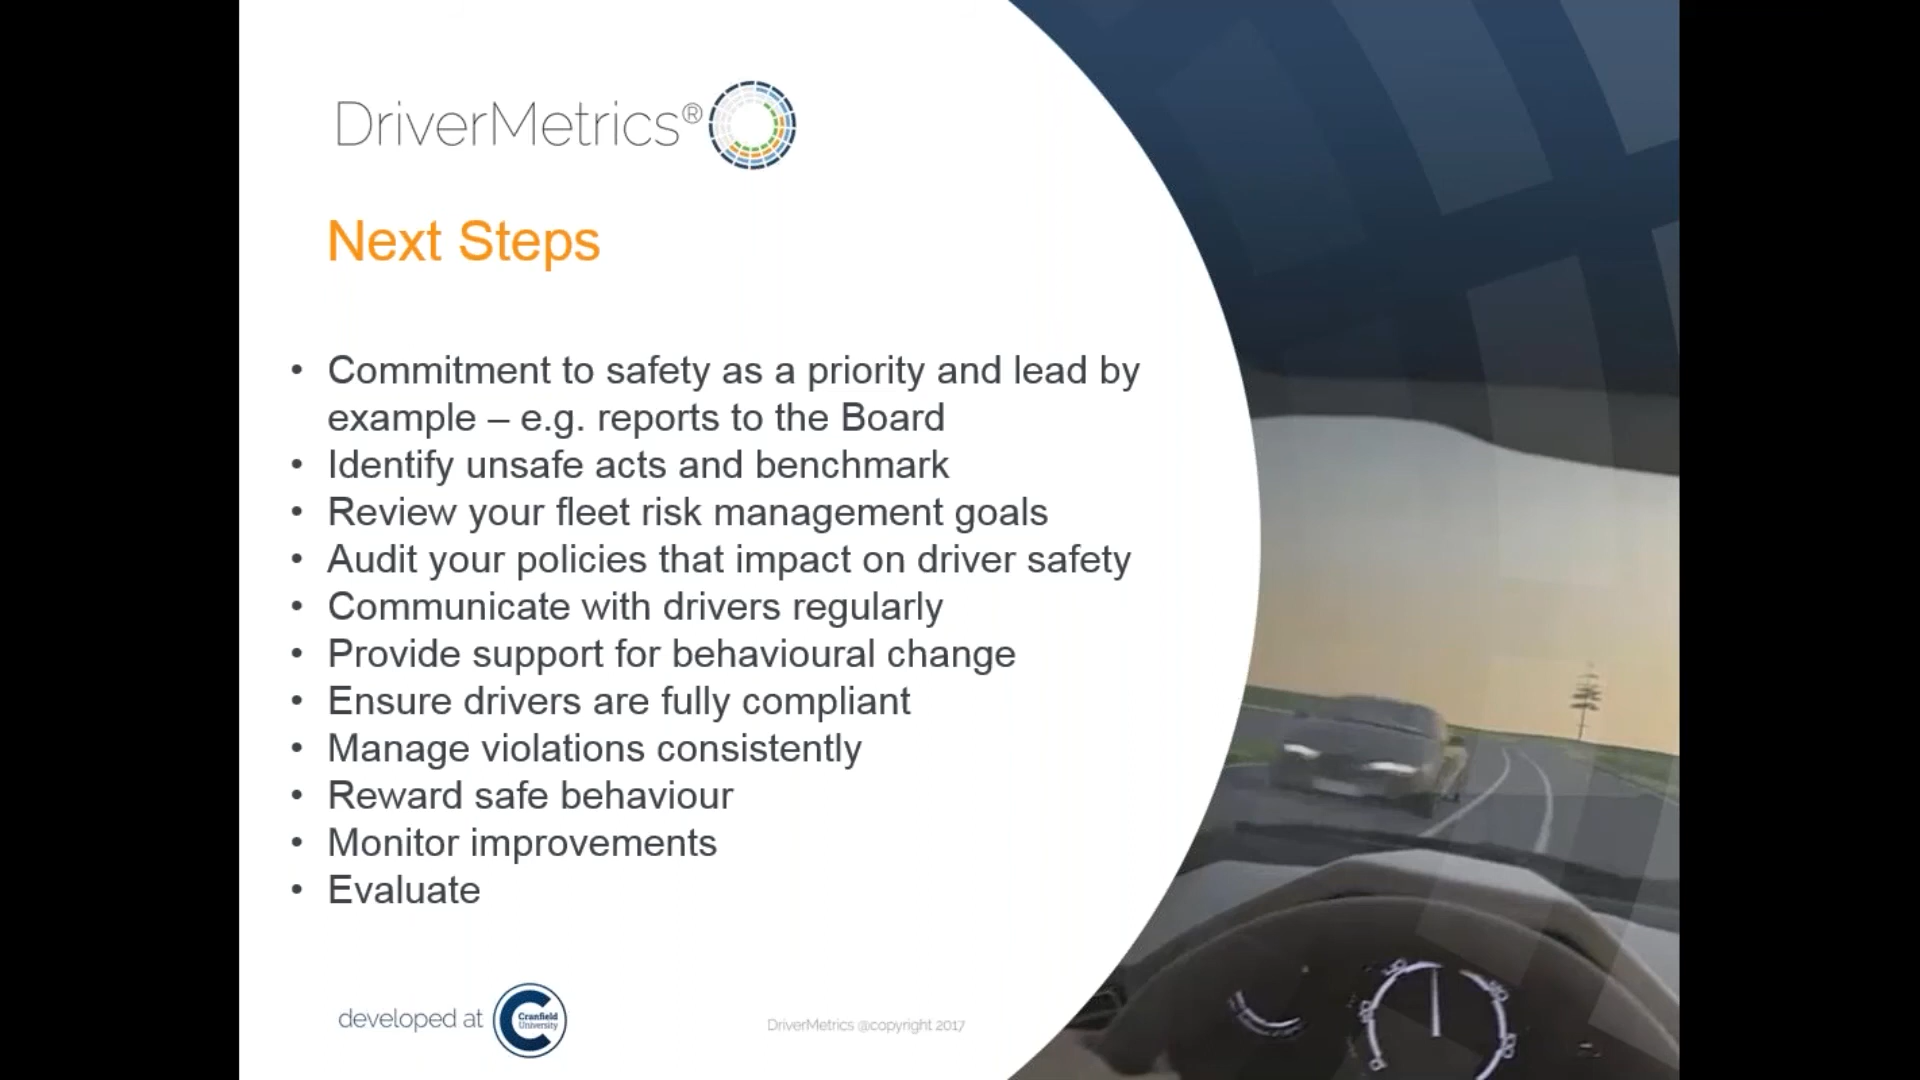 DriverMetrics®
Next Steps
• Commitment to safety as a priority and lead by
example – e.g. reports to the Board
• Identify unsafe acts and benchmark
• Review your fleet risk management goals
• Audit your policies that impact on driver safety
• Communicate with drivers regularly
• Provide support for behavioural change
• Ensure drivers are fully compliant
• Manage violations consistently
• Reward safe behaviour
• Monitor improvements
• Evaluate
developed at
Cranfield
University
DriverMetrics @copyright 2017